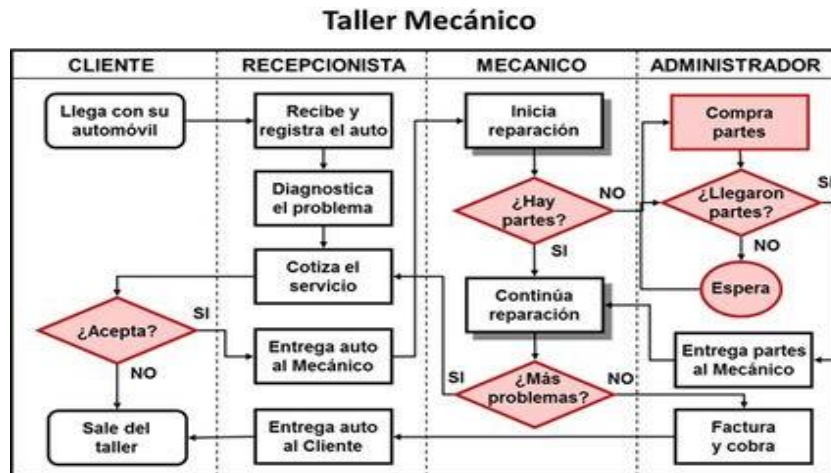 Taller Mecánico
CLIENTE
RECEPCIONISTA
MECANICO
ADMINISTRADOR
Llega con su
automóvil
Recibe y
registra el auto
Inicia
reparación
Compra
partes
Diagnostica
el problema
¿Hay
partes?
NO
¿Llegaron
partes?
SI
SI
NO
Cotiza el
servicio
Continúa
reparación
Espera
¿Acepta?
SI
NO
Entrega auto
al Mecánico
SI
¿Más
problemas?
NO
Entrega partes
al Mecánico
Sale del
taller
Entrega auto
al Cliente
Factura
y cobra